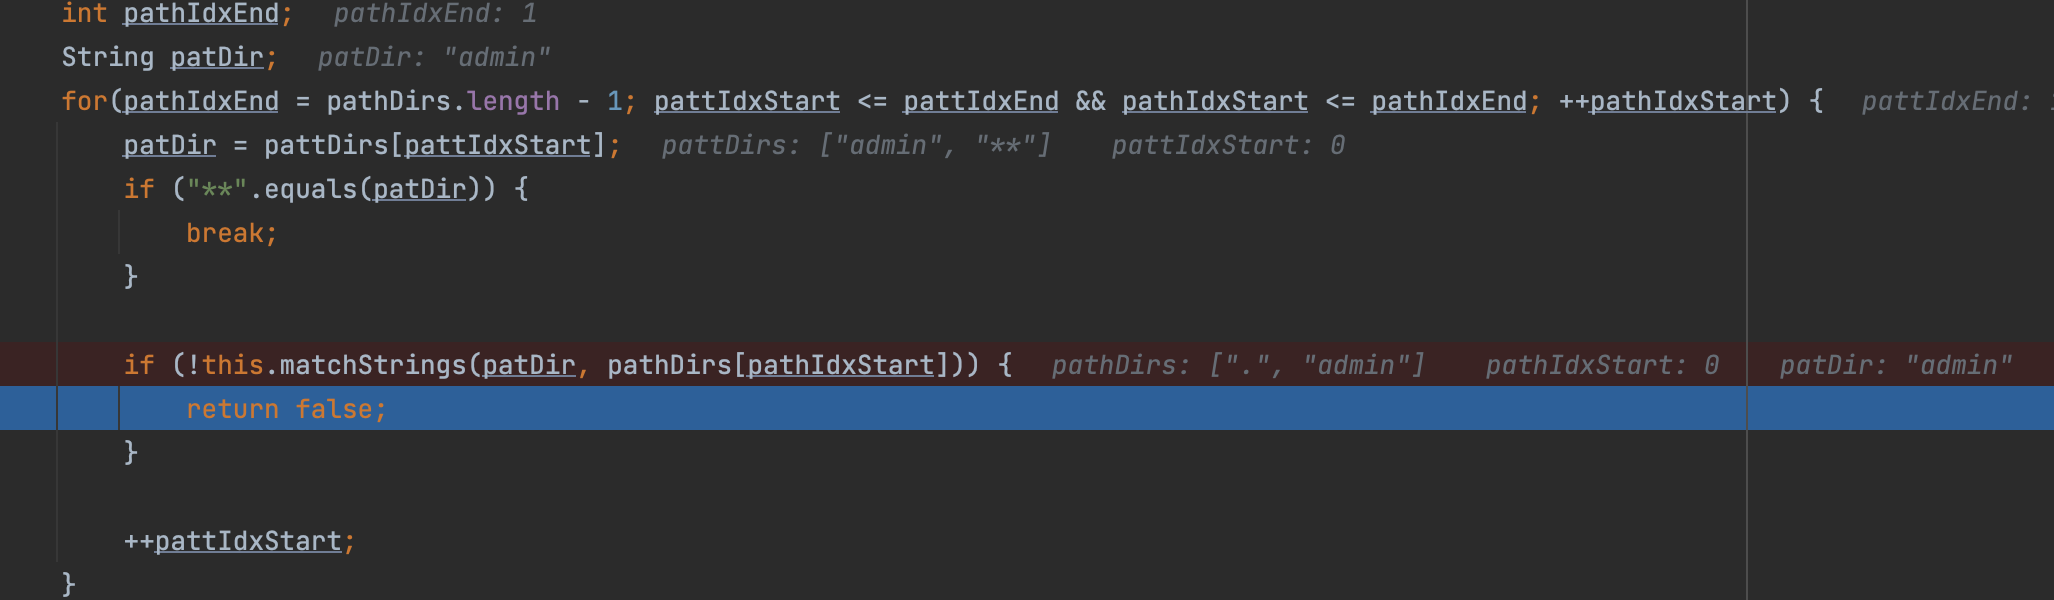 int pathIdxEnd;  pathIdxEnd: 1
String patDir;  patDir: "admin"
for(pathIdxEnd = pathDirs.length - 1; pattIdxStart <= pattIdxEnd && pathIdxStart <= pathIdxEnd; ++pathIdxStart) {  pattIdxEnd:
patDir = pattDirs[pattIdxStart];  pattDirs: ["admin", "**"]  pattIdxStart: 0
if ("**".equals(patDir)) {
break;
}
if (!this.matchStrings(patDir, pathDirs[pathIdxStart])) {  pathDirs: [".", "admin"]  pathIdxStart: 0  patDir: "admin"
return false;
}
++pattIdxStart;
}